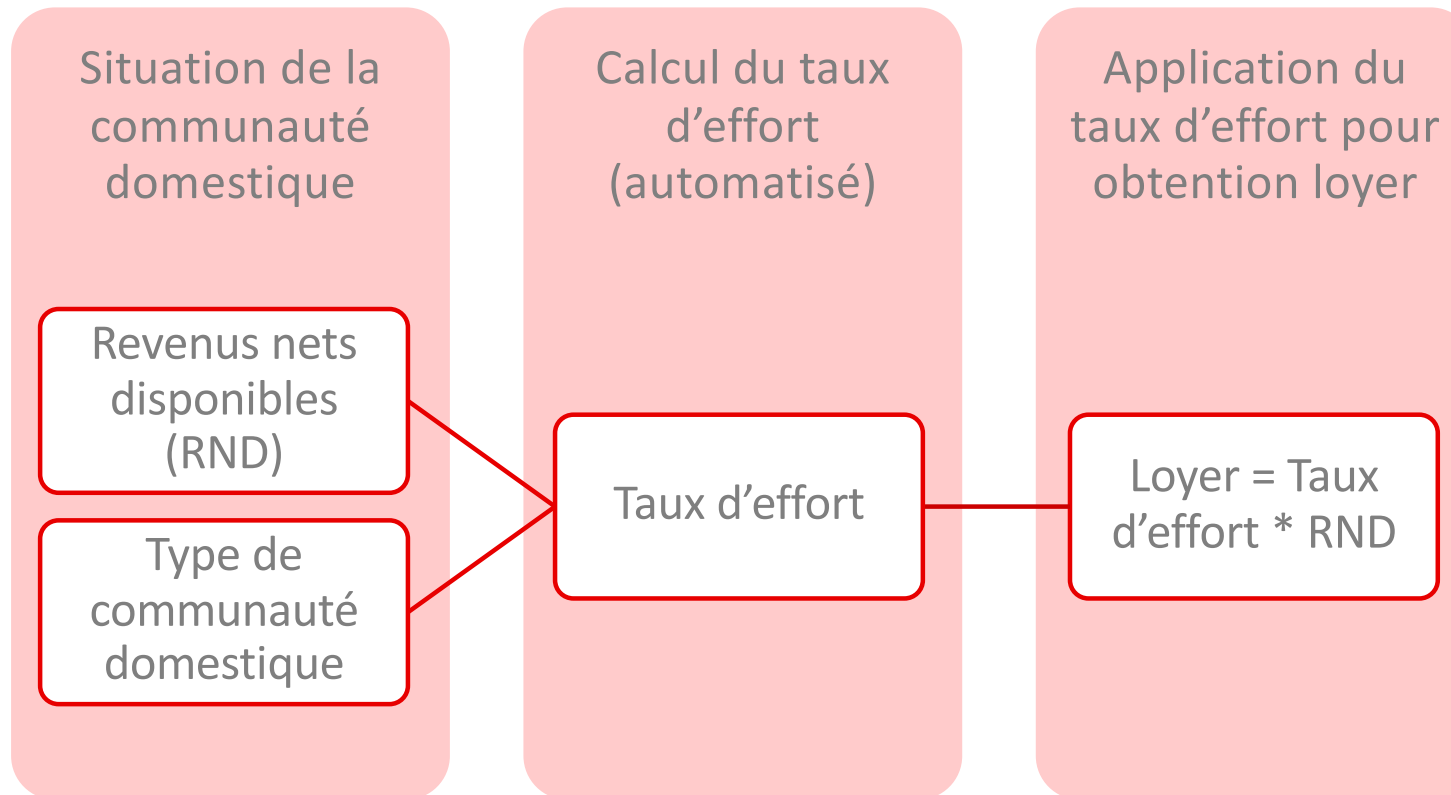 Situation de la
communauté
domestique
Revenus nets
disponibles
(RND)
Type de
communauté
domestique
Calcul du taux
d’effort
(automatisé)
Taux d’effort
Application du
taux d’effort pour
obtention loyer
Loyer = Taux
d’effort * RND